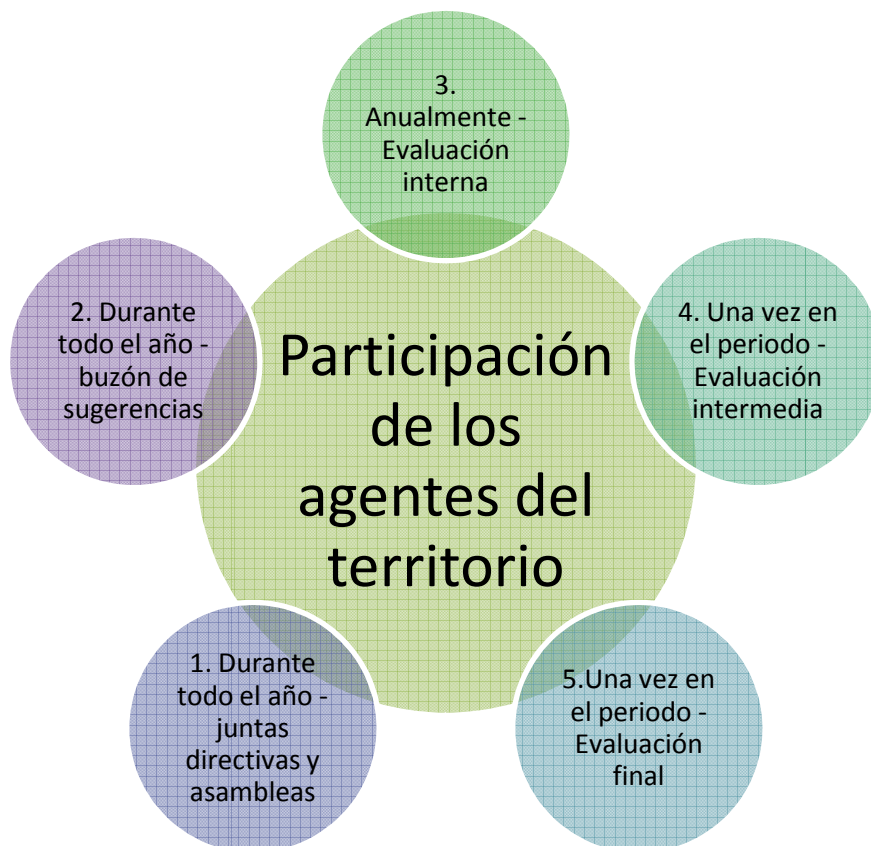 3.
Anualmente -
Evaluación
interna
2. Durante
todo el año -
buzón de
sugerencias
4. Una vez en
el periodo -
Evaluación
intermedia
Participación
de los
agentes del
territorio
1. Durante
todo el año -
juntas
directivas y
asambleas
5.Una vez en
el periodo -
Evaluación
final